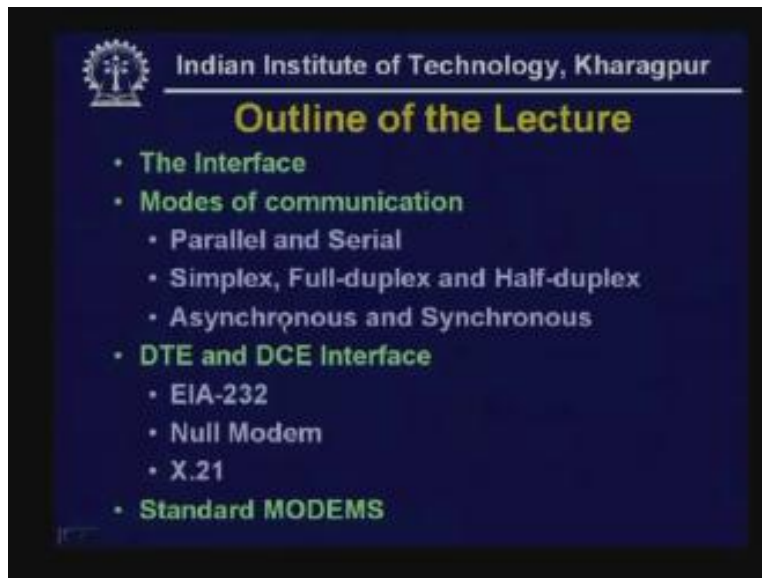 Indian Institute of Technology, Kharagpur
Outline of the Lecture
• The Interface
• Modes of communication
• Parallel and Serial
• Simplex, Full-duplex and Half-duplex
• Asynchronous and Synchronous
• DTE and DCE Interface
• EIA-232
• Null Modem
• X.21
• Standard MODEMS